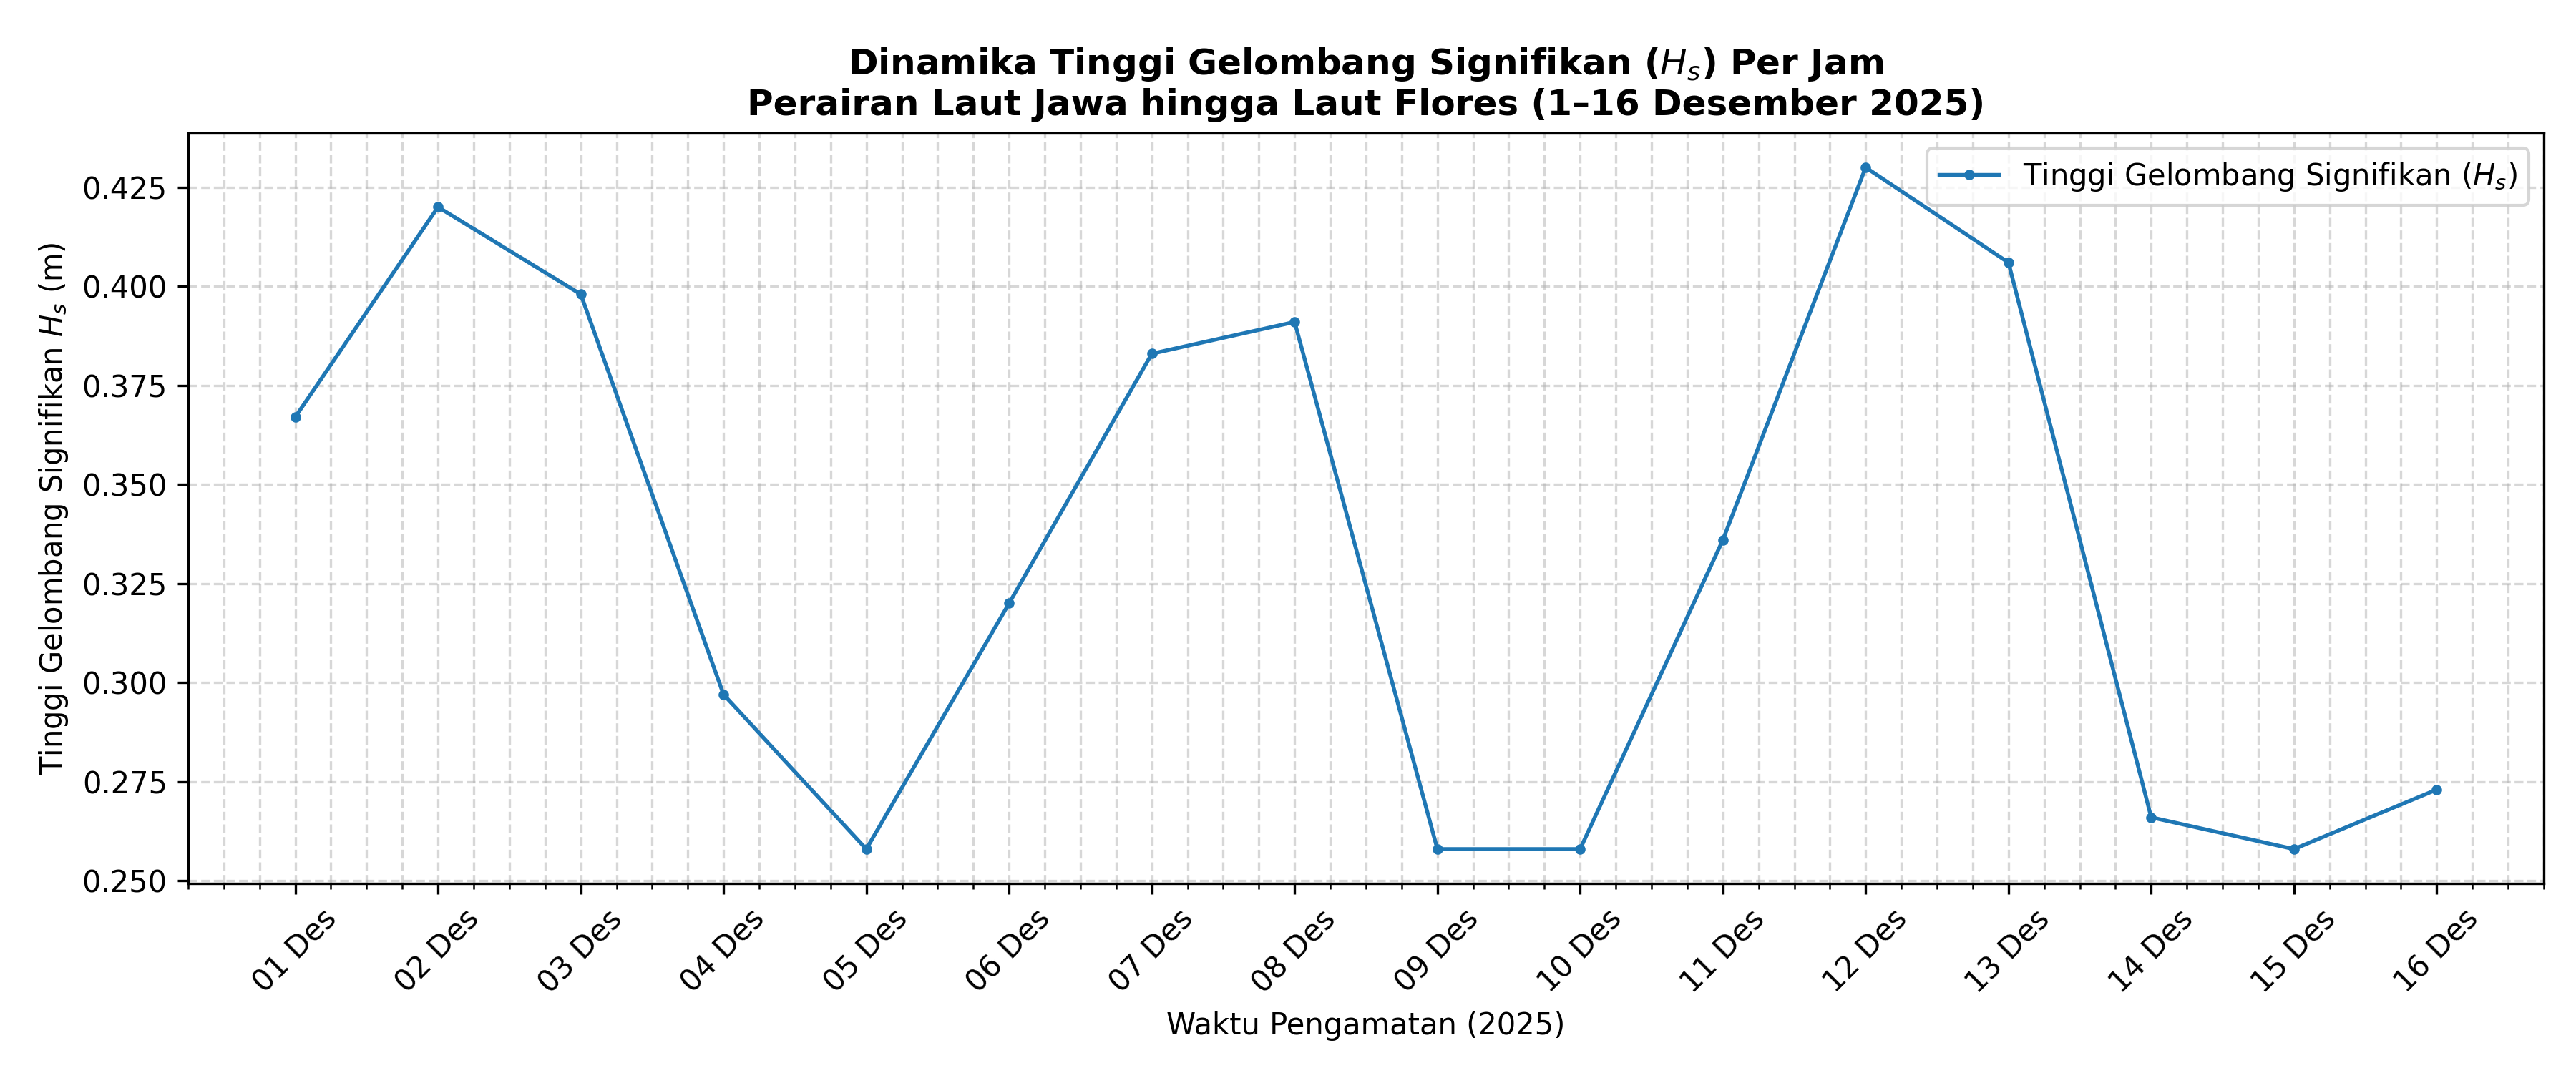 Dinamika Tinggi Gelombang Signifikan (Hₛ) Per Jam
Perairan Laut Jawa hingga Laut Flores (1–16 Desember 2025)
Tinggi Gelombang Signifikan (Hₛ)
Tinggi Gelombang Signifikan Hₛ (m)
0.425
0.400
0.375
0.350
0.325
0.300
0.275
0.250
01 Des
02 Des
03 Des
04 Des
05 Des
06 Des
07 Des
08 Des
09 Des
10 Des
11 Des
12 Des
13 Des
14 Des
15 Des
16 Des
Waktu Pengamatan (2025)